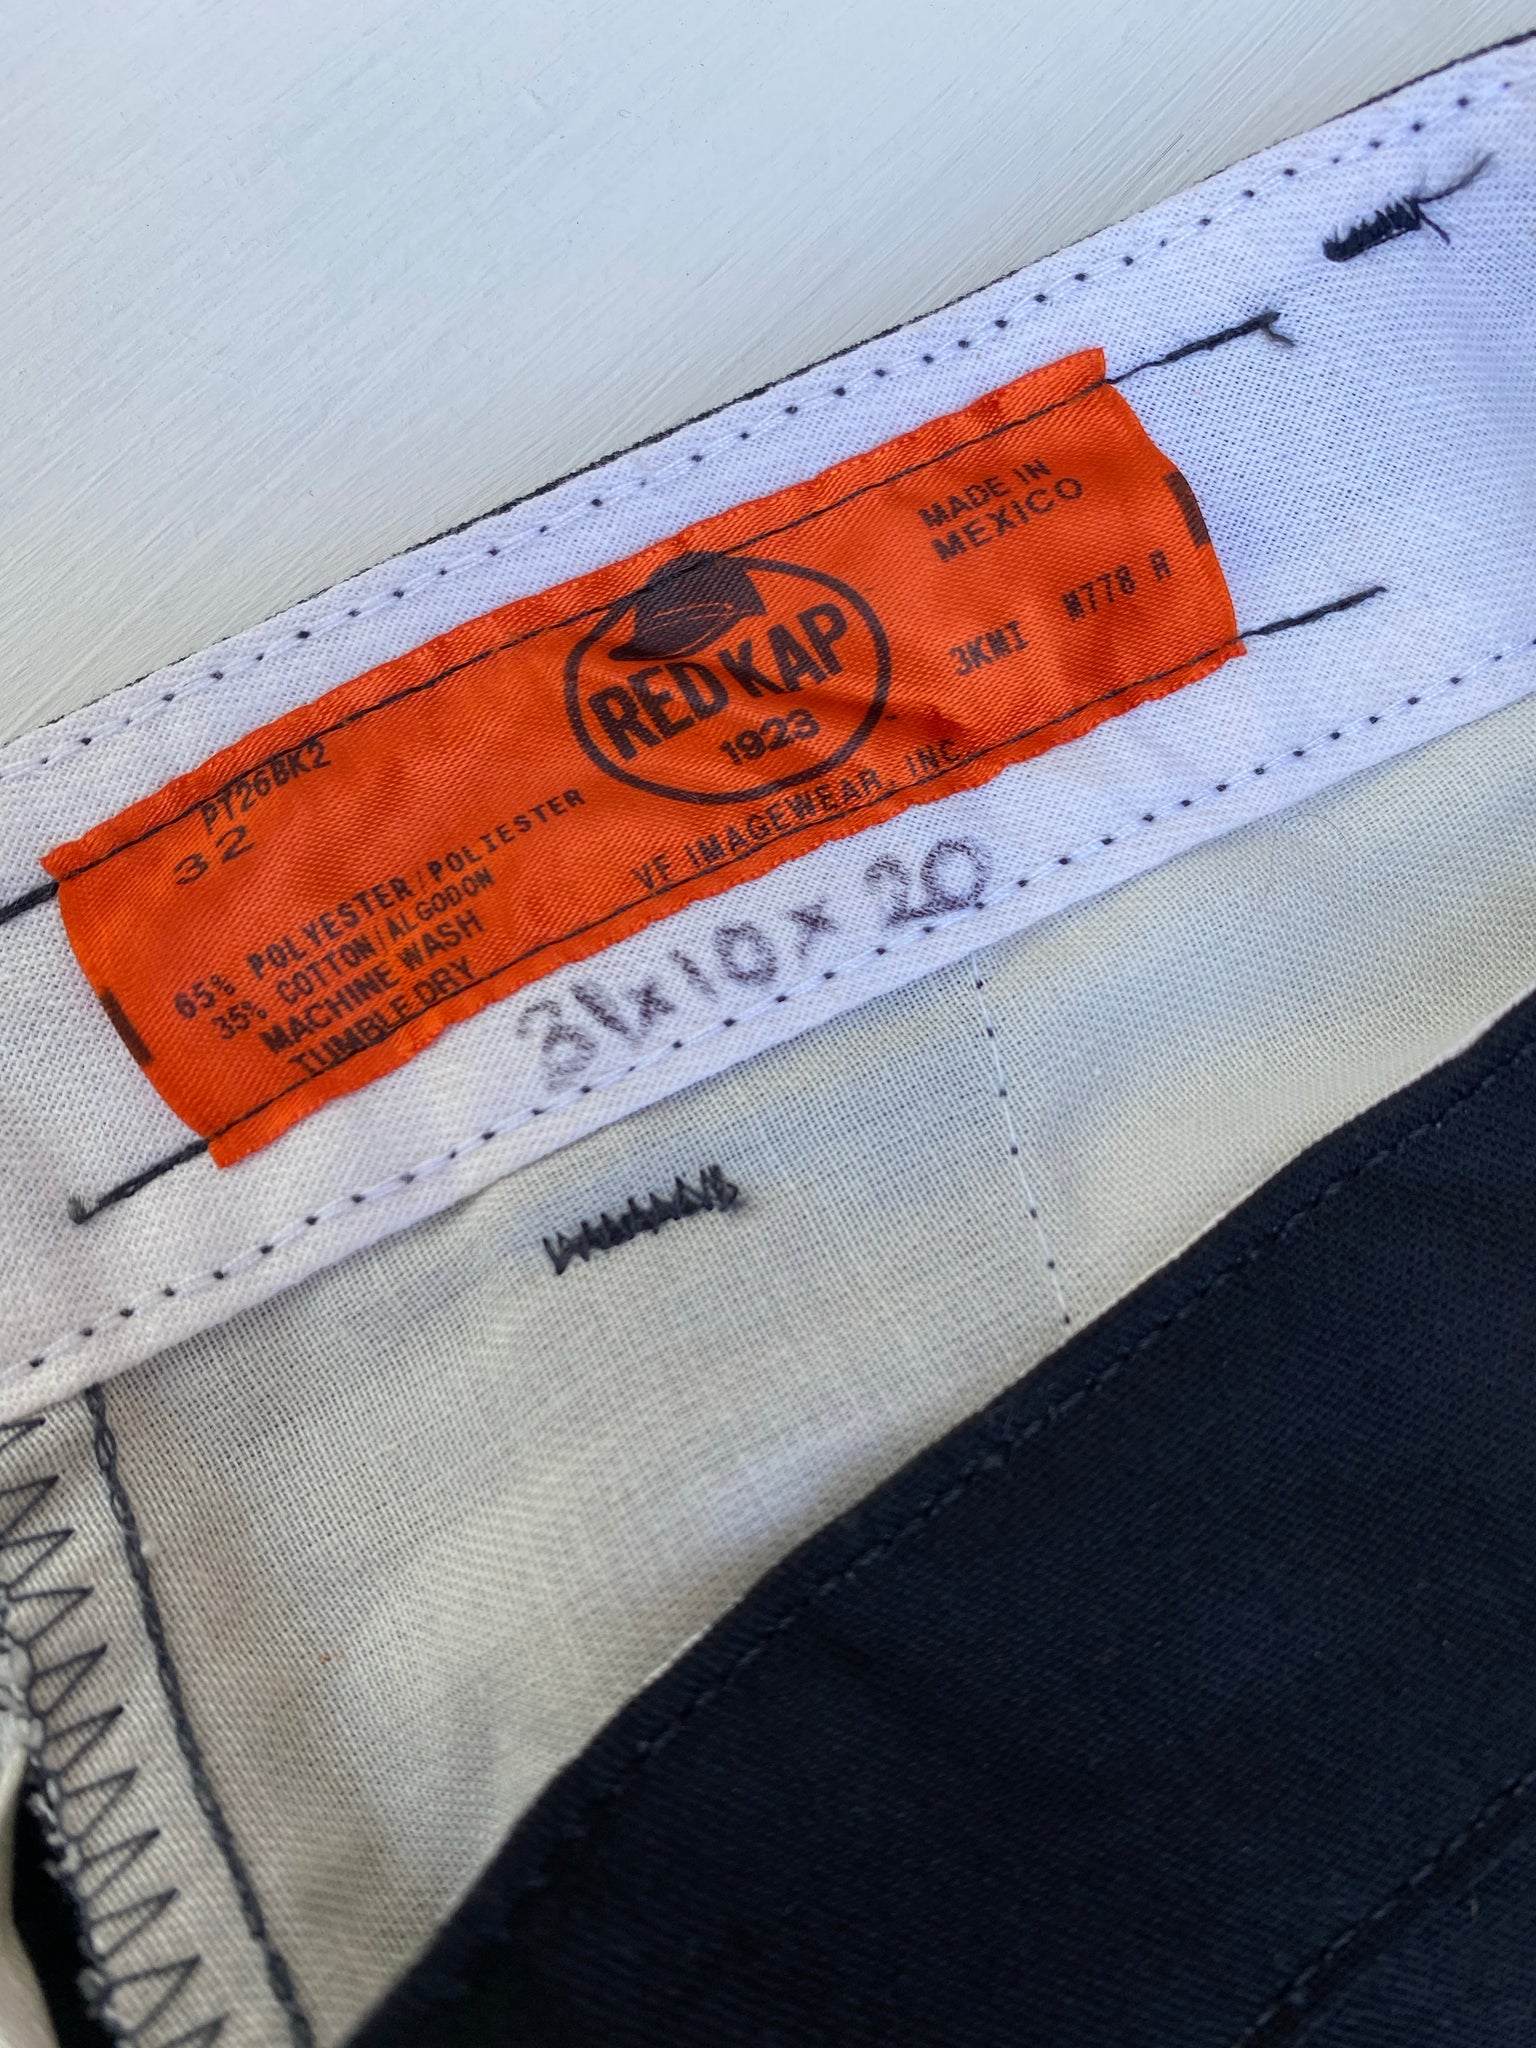 PT26BK2
32
65% POLYESTER/POLIESTER
35% COTTON/ALGODON
MACHINE WASH
TUMBLE DRY
RED KAP
1923
VF IMAGEWEAR, INC.
MADE IN
MEXICO
3KMI M778 R
31x10x20